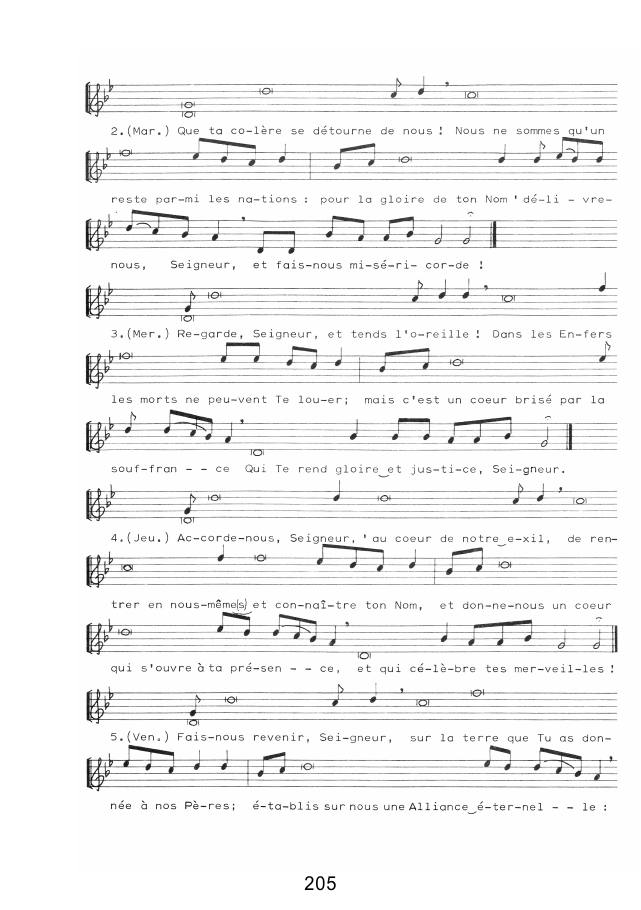 2.(Mar.) Que ta co-lère se détourne de nous ! Nous ne sommes qu'un
reste par-mi les na-tions : pour la gloire de ton Nom ' dé-li - vre-
nous, Seigneur, et fais-nous mi-sé-ri- cor-de !
3.(Mer.) Re-garde, Seigneur, et tends l'o-reille ! Dans les En-fers
les morts ne peu-vent Te lou-er; mais c'est un coeur brisé par la
souf-fran - - ce Qui Te rend gloire‿et jus-ti-ce, Sei-gneur.
4.(Jeu.) Ac-corde-nous, Seigneur, ' au coeur de notre‿e-xil, de ren-
trer en nous-même(s) et con-naî-tre ton Nom, et don-ne-nous un coeur
qui s'ouvre à ta pré-sen - - ce, et qui cé-lè-bre tes mer-veil-les !
5.(Ven.) Fais-nous revenir, Sei-gneur, sur la terre que Tu as don-
née à nos Pè-res; é-ta-blis sur nous une Alliance‿é-ter-nel - - le :
205